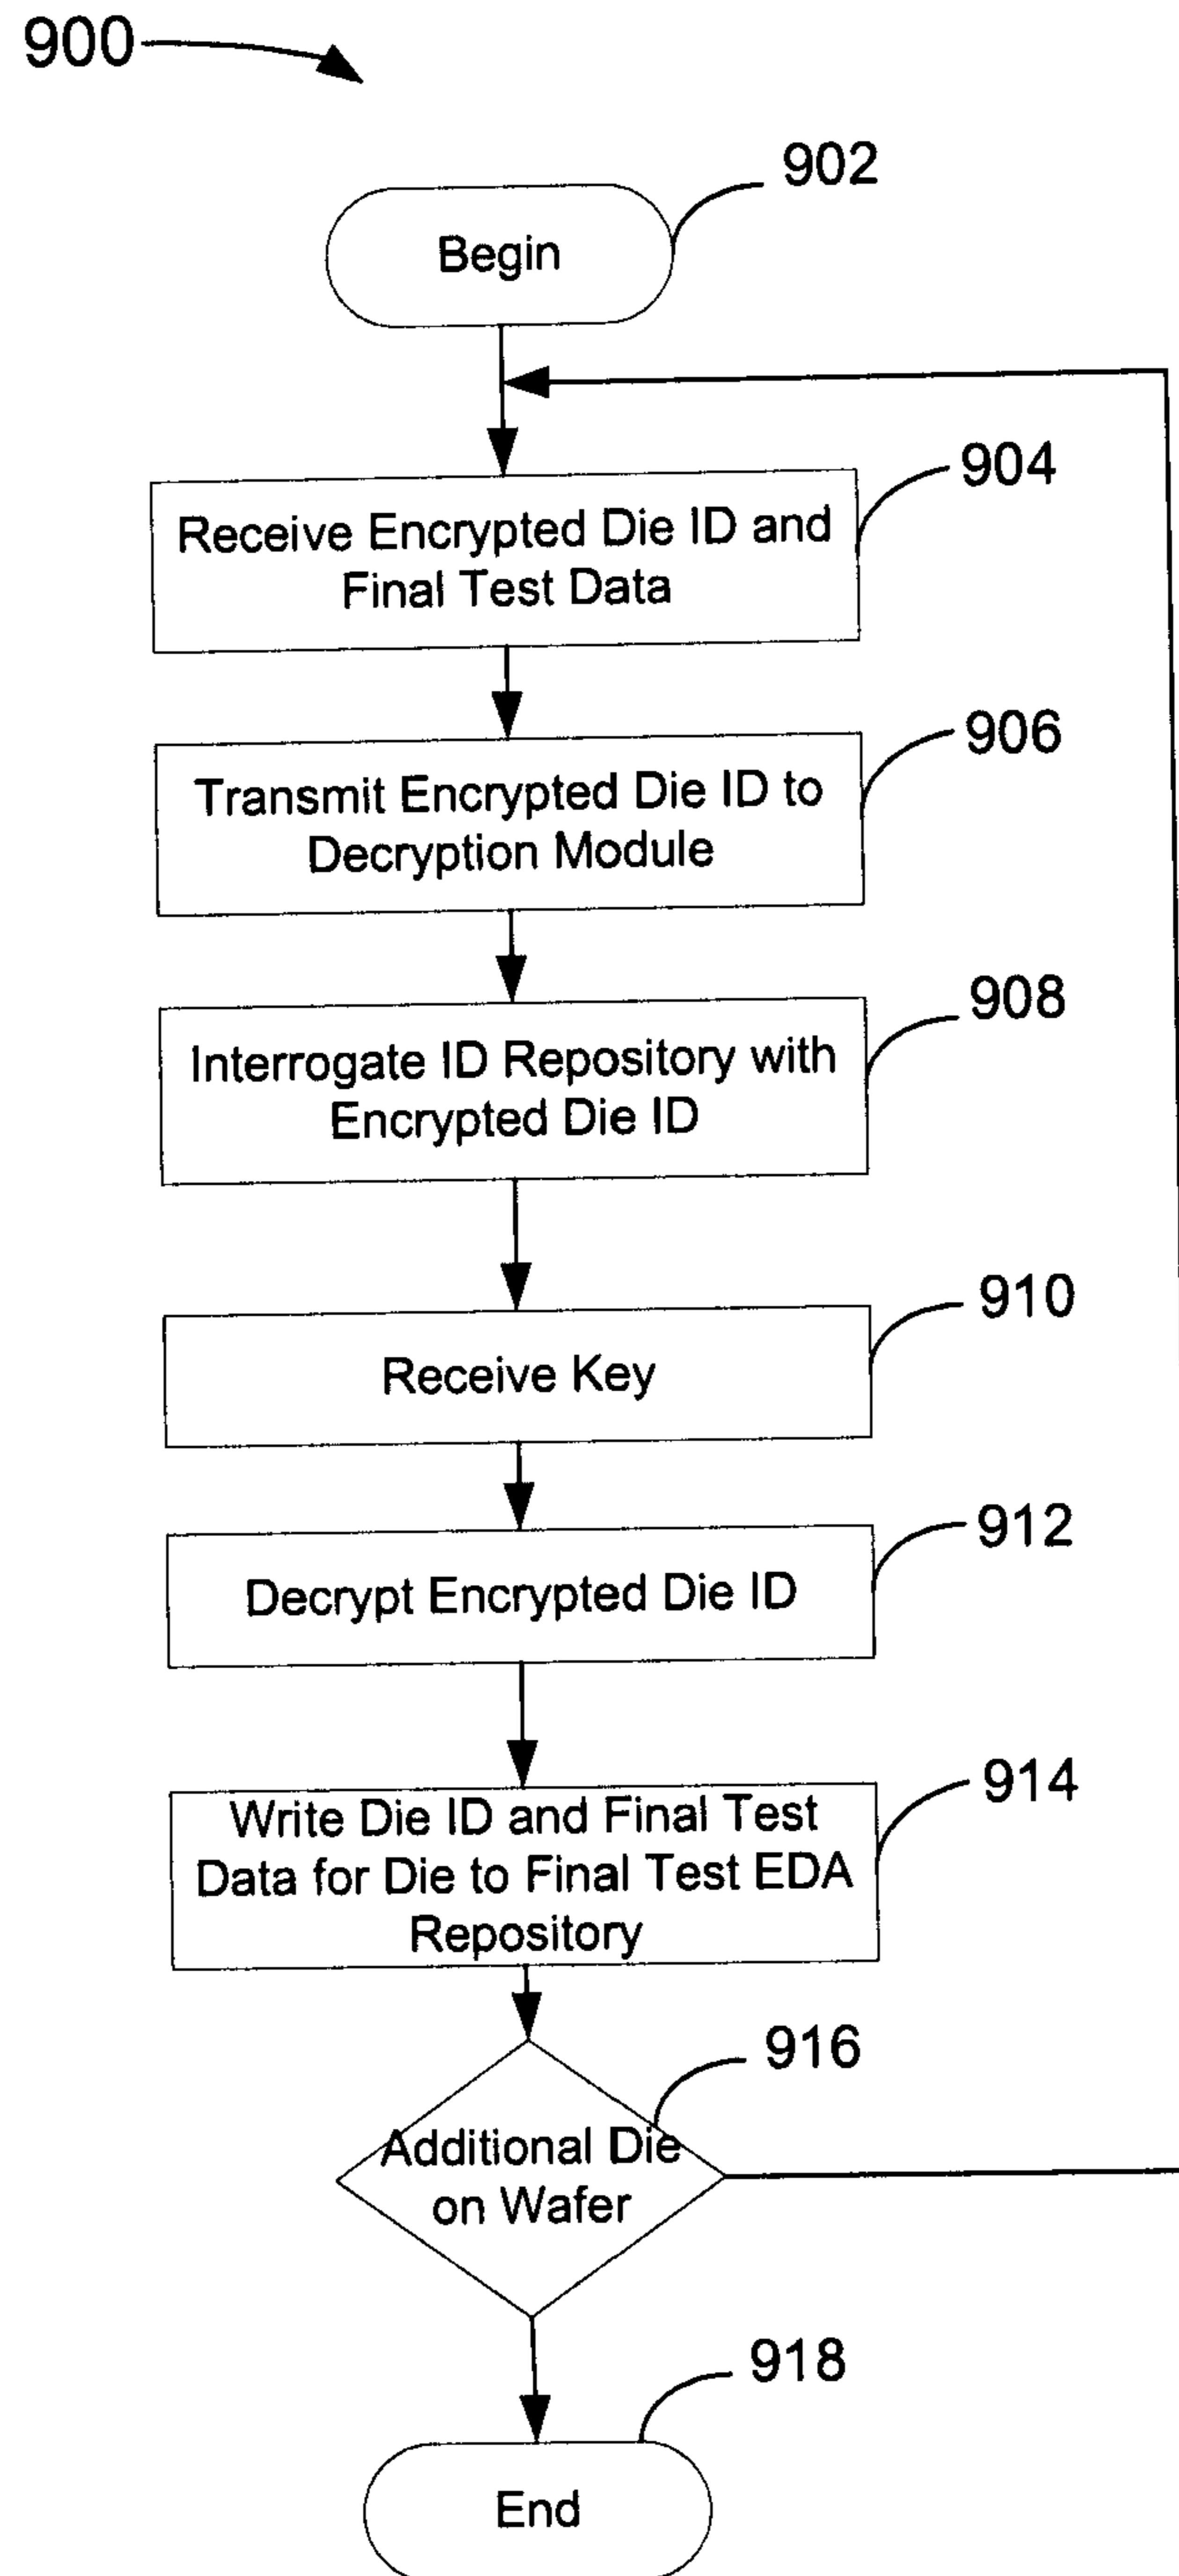 900
902
Begin
904
Receive Encrypted Die ID and
Final Test Data
906
Transmit Encrypted Die ID to
Decryption Module
908
Interrogate ID Repository with
Encrypted Die ID
910
Receive Key
912
Decrypt Encrypted Die ID
914
Write Die ID and Final Test
Data for Die to Final Test EDA
Repository
916
Additional Die
on Wafer
918
End